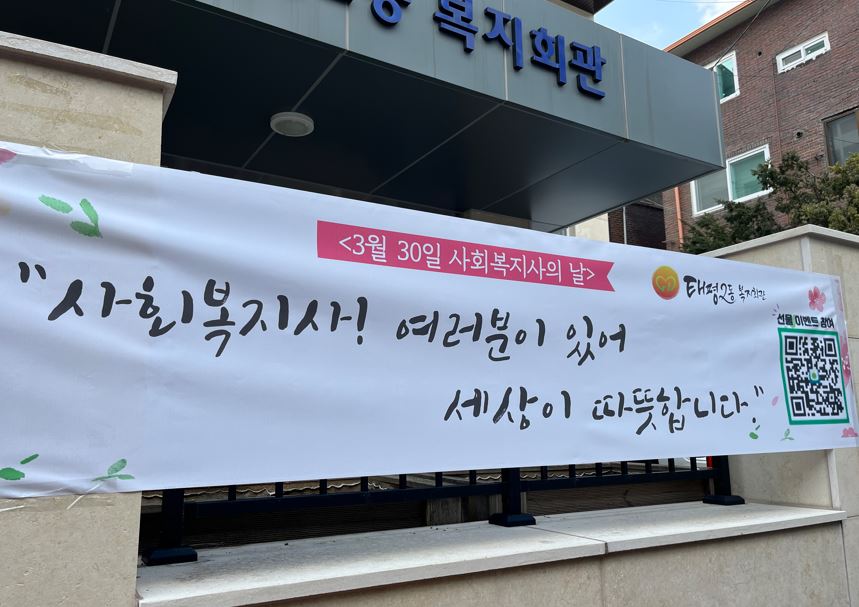 복지회관
<3월 30일 사회복지사의 날>
태평2동 복지회관
"사회복지사! 여러분이 있어
세상이 따뜻합니다."
선물 이벤트 참여